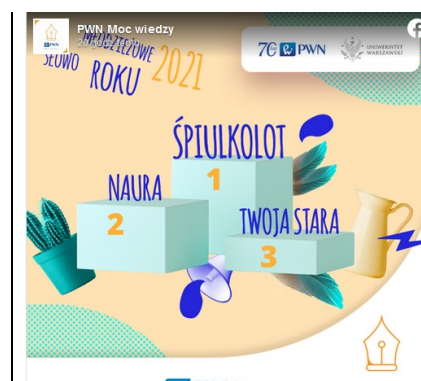 PWN Moc wiedzy
MŁODZIEŻOWE
SŁOWO
ROKU 2021
70 PWN
UNIWERSYTET
WARSZAWSKI
ŚPIULKOLOT
1
NAURA
2
TWOJA STARA
3